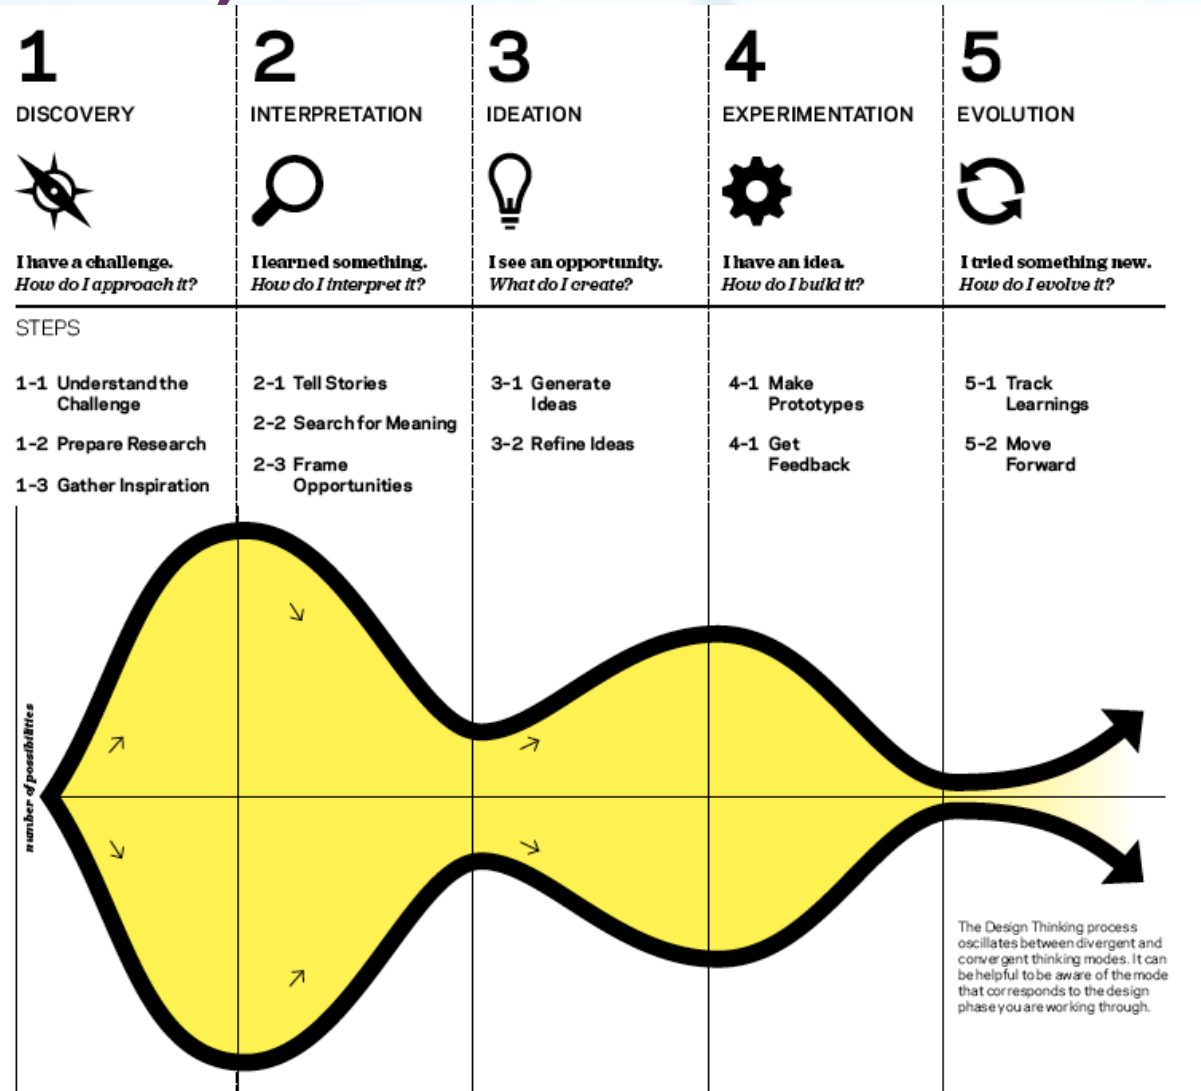 1
DISCOVERY
I have a challenge.
How do I approach it?
2
INTERPRETATION
I learned something.
How do I interpret it?
3
IDEATION
I see an opportunity.
What do I create?
4
EXPERIMENTATION
I have an idea.
How do I build it?
5
EVOLUTION
I tried something new.
How do I evolve it?
STEPS
1-1 Understand the
Challenge
1-2 Prepare Research
1-3 Gather Inspiration
2-1 Tell Stories
2-2 Search for Meaning
2-3 Frame
Opportunities
3-1 Generate
Ideas
3-2 Refine Ideas
4-1 Make
Prototypes
4-1 Get
Feedback
5-1 Track
Learnings
5-2 Move
Forward
number of possibilities
The Design Thinking process
oscillates between divergent and
convergent thinking modes. It can
be helpful to be aware of the mode
that corresponds to the design
phase you are working through.